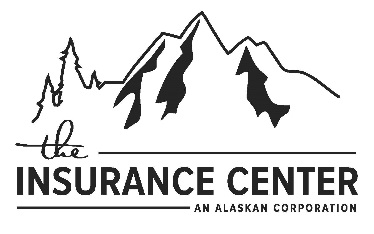 the
INSURANCE CENTER
AN ALASKAN CORPORATION